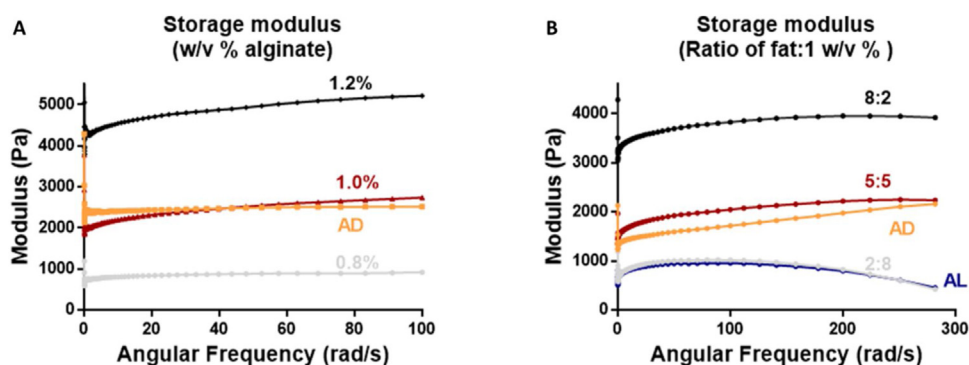 A
Storage modulus
(w/v % alginate)
Modulus (Pa)
5000
4000
3000
2000
1000
0
1.2%
1.0%
AD
0.8%
0
20
40
60
80
100
Angular Frequency (rad/s)
B
Storage modulus
(Ratio of fat:1 w/v % )
Modulus (Pa)
4000
3000
2000
1000
0
8:2
5:5
AD
2:8
AL
0
100
200
300
Angular Frequency (rad/s)